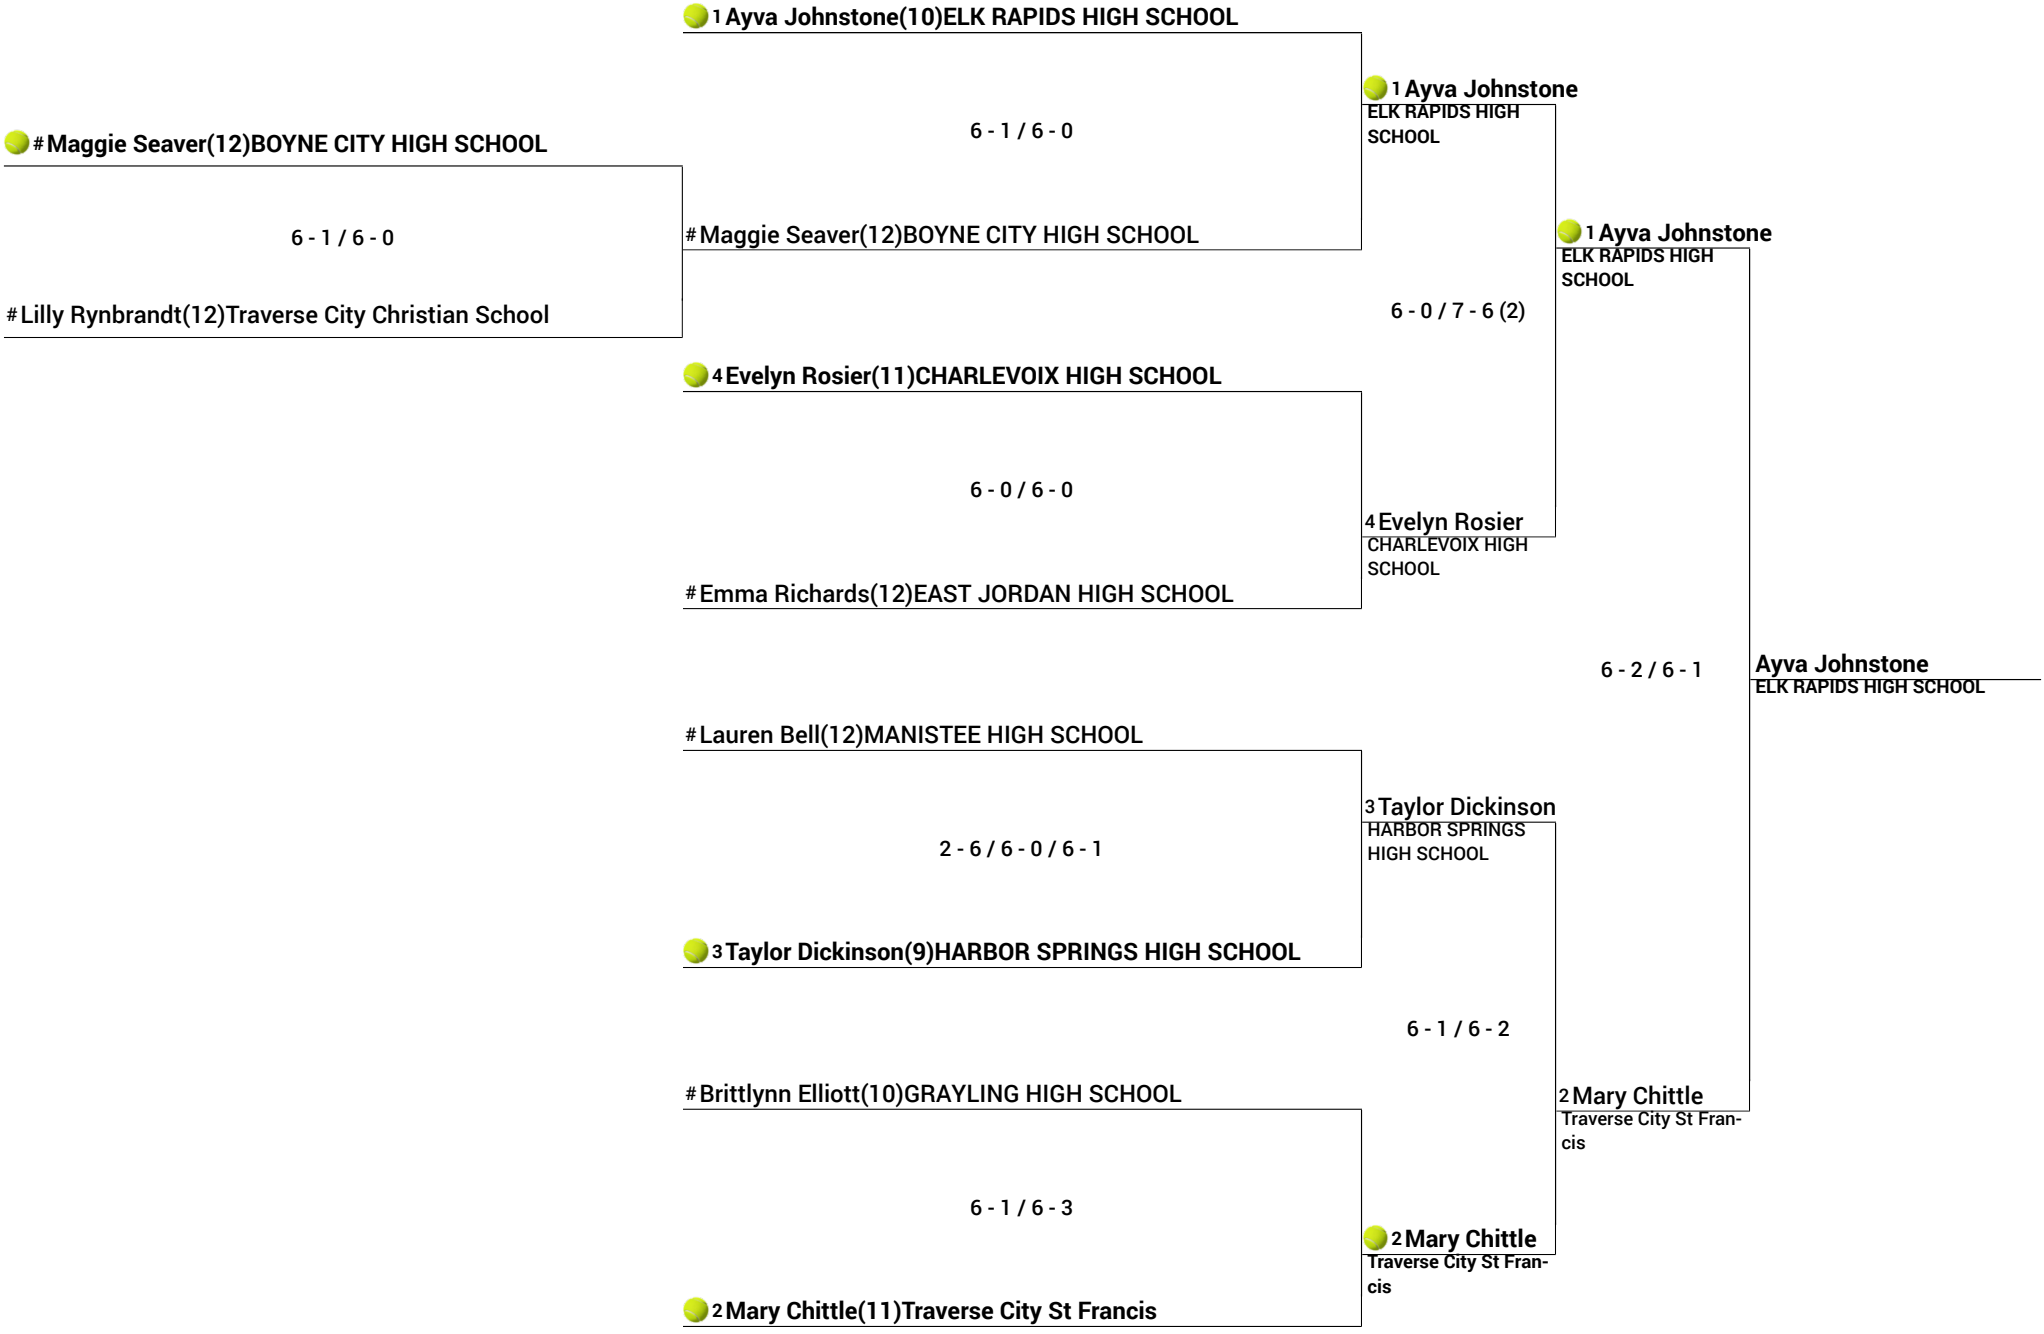 1 Ayva Johnstone(10)ELK RAPIDS HIGH SCHOOL
1 Ayva Johnstone
ELK RAPIDS HIGH
SCHOOL
6 - 1 / 6 - 0
# Maggie Seaver(12)BOYNE CITY HIGH SCHOOL
6 - 1 / 6 - 0
# Maggie Seaver(12)BOYNE CITY HIGH SCHOOL
1 Ayva Johnstone
ELK RAPIDS HIGH
SCHOOL
# Lilly Rynbrandt(12)Traverse City Christian School
6 - 0 / 7 - 6 (2)
4 Evelyn Rosier(11)CHARLEVOIX HIGH SCHOOL
6 - 0 / 6 - 0
4 Evelyn Rosier
CHARLEVOIX HIGH
SCHOOL
# Emma Richards(12)EAST JORDAN HIGH SCHOOL
6 - 2 / 6 - 1
Ayva Johnstone
ELK RAPIDS HIGH SCHOOL
# Lauren Bell(12)MANISTEE HIGH SCHOOL
3 Taylor Dickinson
HARBOR SPRINGS
HIGH SCHOOL
2 - 6 / 6 - 0 / 6 - 1
3 Taylor Dickinson(9)HARBOR SPRINGS HIGH SCHOOL
6 - 1 / 6 - 2
# Brittlynn Elliott(10)GRAYLING HIGH SCHOOL
2 Mary Chittle
Traverse City St Fran-
cis
6 - 1 / 6 - 3
2 Mary Chittle
Traverse City St Fran-
cis
2 Mary Chittle(11)Traverse City St Francis